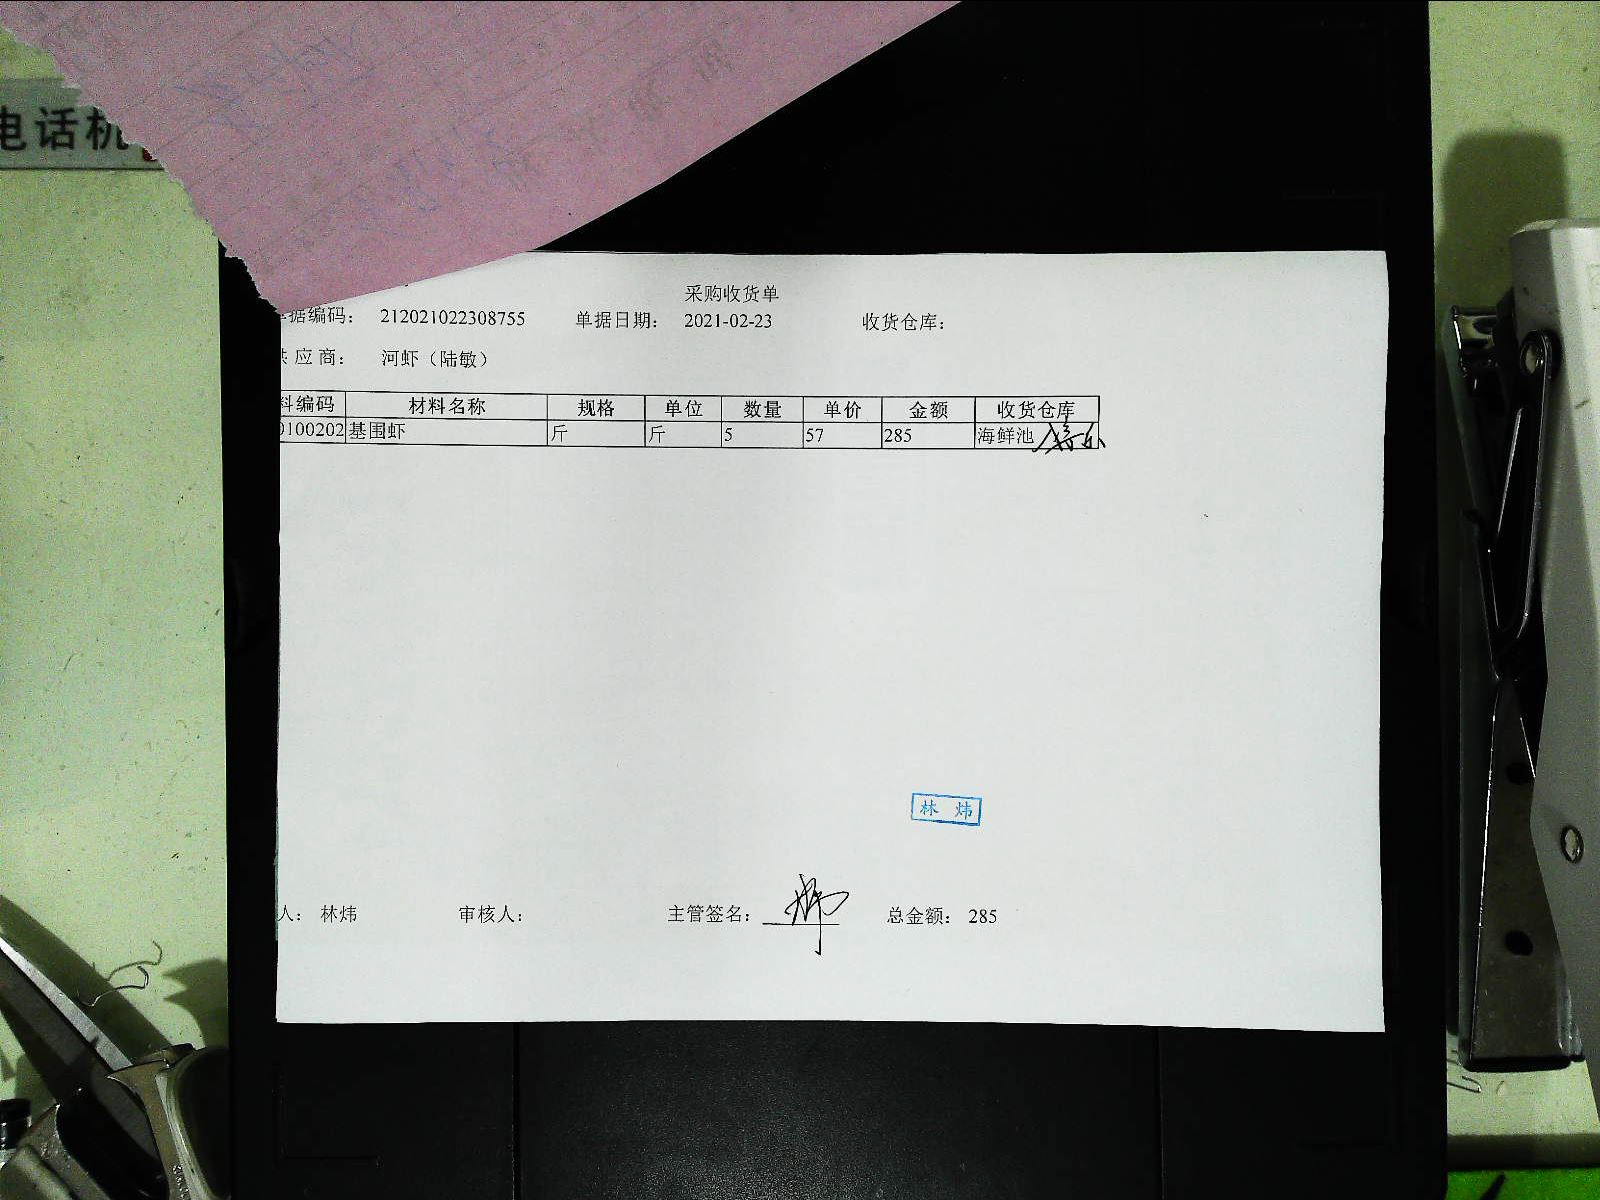 电话机
采购收货单
据编码： 212021022308755 单据日期： 2021-02-23 收货仓库：
应商： 河虾（陆敏）
料编码 材料名称 规格 单位 数量 单价 金额 收货仓库
0100202 基围虾 斤 斤 5 57 285 海鲜池
林 炜
人： 林炜 审核人： 主管签名： 总金额： 285